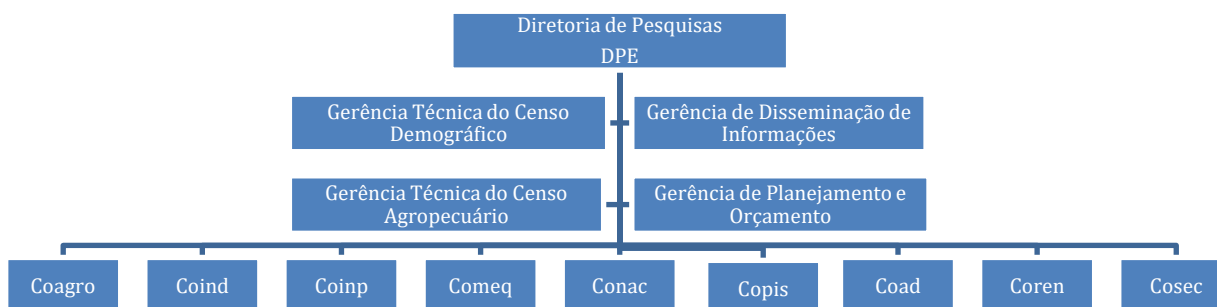 Diretoria de Pesquisas
DPE
Gerência Técnica do Censo
Demográfico
Gerência de Disseminação de
Informações
Gerência Técnica do Censo
Agropecuário
Gerência de Planejamento e
Orçamento
Coagro
Coind
Coinp
Comeq
Conac
Copis
Coad
Coren
Cosec